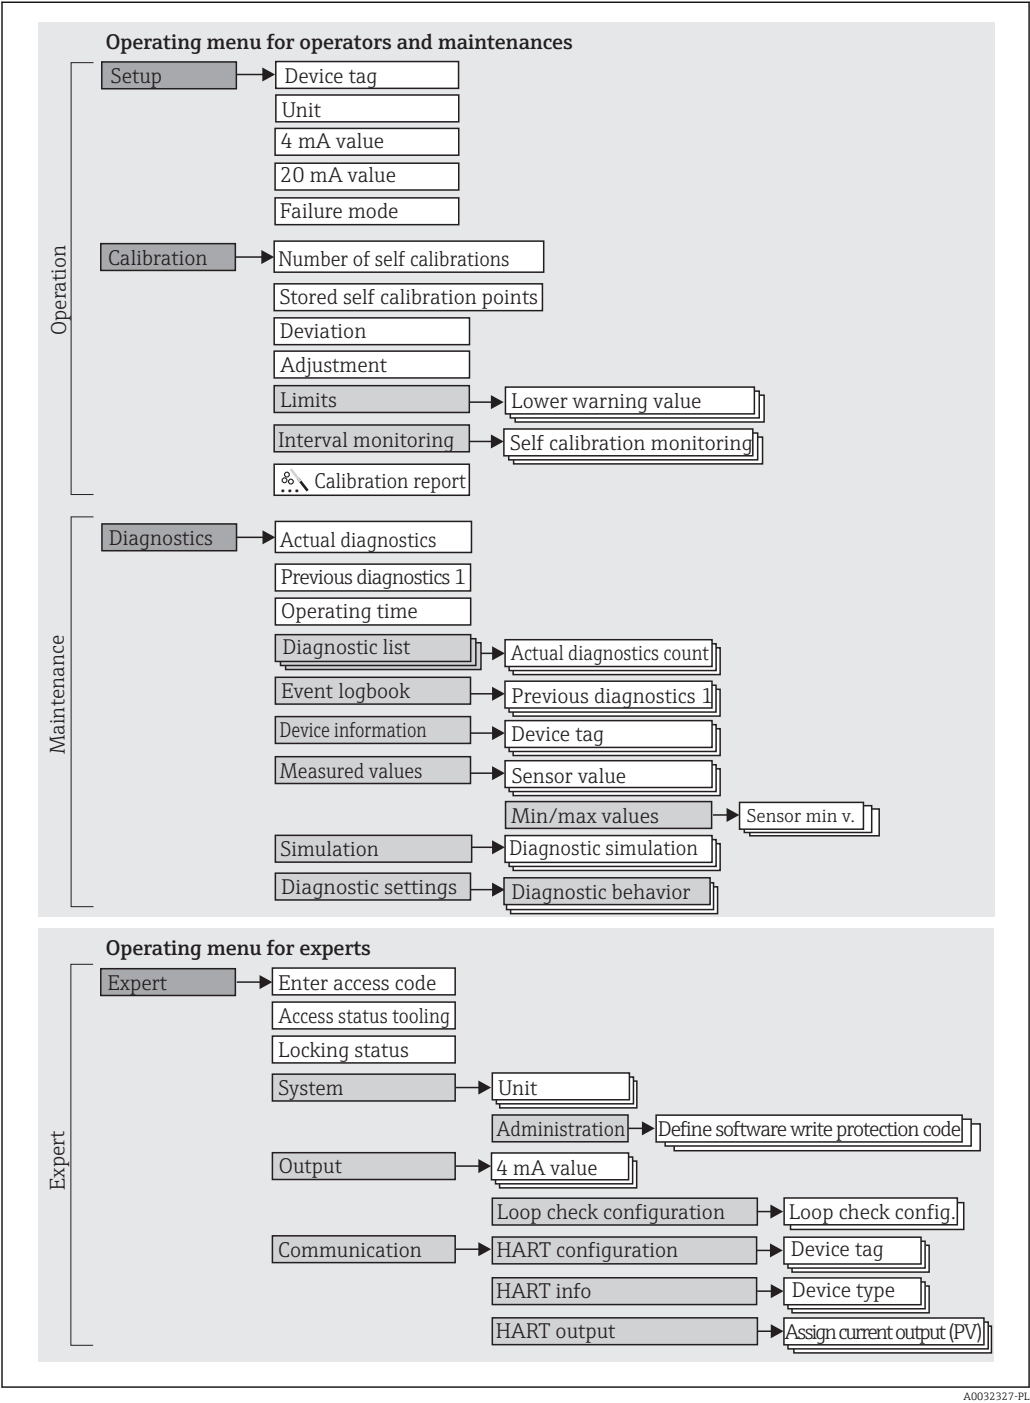 Operating menu for operators and maintenances
Operation
Setup
Device tag
Unit
4 mA value
20 mA value
Failure mode
Calibration
Number of self calibrations
Stored self calibration points
Deviation
Adjustment
Limits
Lower warning value
Interval monitoring
Self calibration monitoring
Calibration report
Maintenance
Diagnostics
Actual diagnostics
Previous diagnostics 1
Operating time
Diagnostic list
Actual diagnostics count
Event logbook
Previous diagnostics 1
Device information
Device tag
Measured values
Sensor value
Min/max values
Sensor min v.
Simulation
Diagnostic simulation
Diagnostic settings
Diagnostic behavior
Operating menu for experts
Expert
Expert
Enter access code
Access status tooling
Locking status
System
Unit
Administration
Define software write protection code
Output
4 mA value
Loop check configuration
Loop check config.
Communication
HART configuration
Device tag
HART info
Device type
HART output
Assign current output (PV)
A0032327-PL